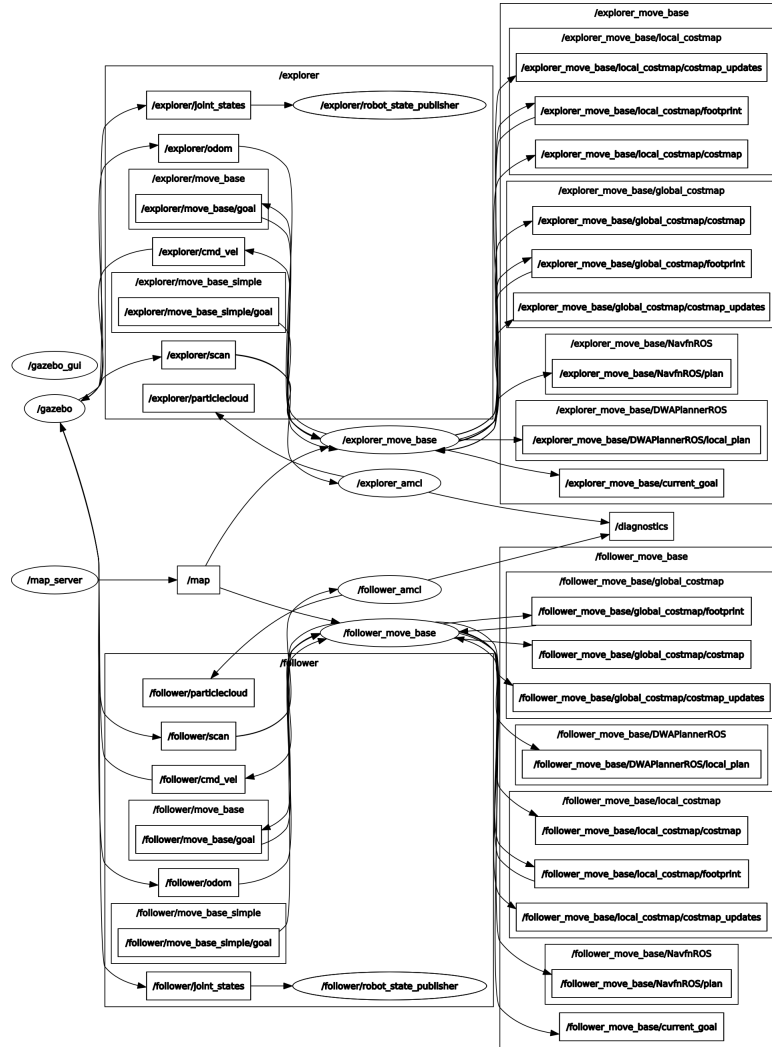 /explorer_move_base
/explorer_move_base/local_costmap
/explorer_move_base/local_costmap/costmap_updates
/explorer_move_base/local_costmap/footprint
/explorer_move_base/local_costmap/costmap
/explorer_move_base/global_costmap
/explorer_move_base/global_costmap/costmap
/explorer_move_base/global_costmap/footprint
/explorer_move_base/global_costmap/costmap_updates
/explorer_move_base/NavfnROS
/explorer_move_base/NavfnROS/plan
/explorer_move_base/DWAPlannerROS
/explorer_move_base/DWAPlannerROS/local_plan
/explorer_move_base/current_goal
/explorer
/explorer/joint_states
/explorer/robot_state_publisher
/explorer/odom
/explorer/move_base
/explorer/move_base/goal
/explorer/cmd_vel
/explorer/move_base_simple
/explorer/move_base_simple/goal
/explorer/scan
/explorer/particlecloud
/gazebo_gui
/gazebo
/explorer_move_base
/explorer_amcl
/diagnostics
/map_server
/map
/follower_amcl
/follower_move_base
/follower
/follower/particlecloud
/follower/scan
/follower/cmd_vel
/follower/move_base
/follower/move_base/goal
/follower/odom
/follower/move_base_simple
/follower/move_base_simple/goal
/follower/joint_states
/follower/robot_state_publisher
/follower_move_base
/follower_move_base/global_costmap
/follower_move_base/global_costmap/footprint
/follower_move_base/global_costmap/costmap
/follower_move_base/global_costmap/costmap_updates
/follower_move_base/DWAPlannerROS
/follower_move_base/DWAPlannerROS/local_plan
/follower_move_base/local_costmap
/follower_move_base/local_costmap/costmap
/follower_move_base/local_costmap/footprint
/follower_move_base/local_costmap/costmap_updates
/follower_move_base/NavfnROS
/follower_move_base/NavfnROS/plan
/follower_move_base/current_goal